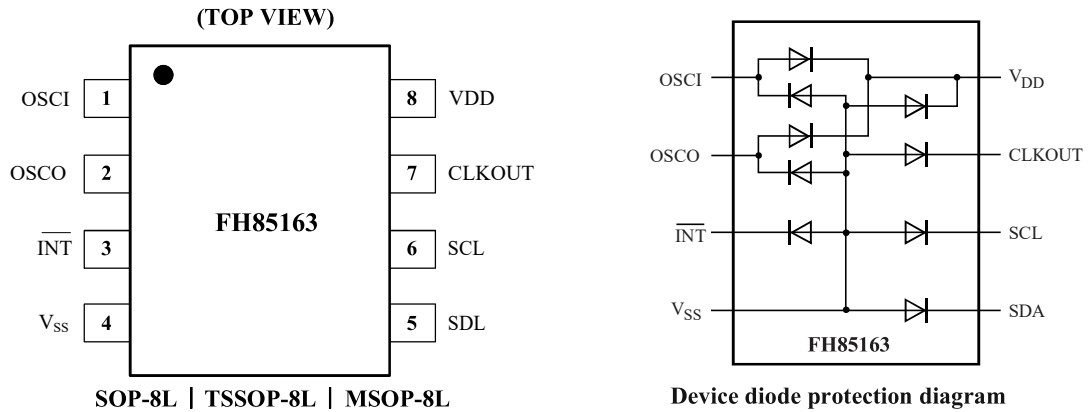 (TOP VIEW)
OSCI 1
OSCO 2
INT 3
VSS 4
FH85163
8 VDD
7 CLKOUT
6 SCL
5 SDL
SOP-8L | TSSOP-8L | MSOP-8L
OSCI
OSCO
INT
VSS
VDD
CLKOUT
SCL
SDA
FH85163
Device diode protection diagram